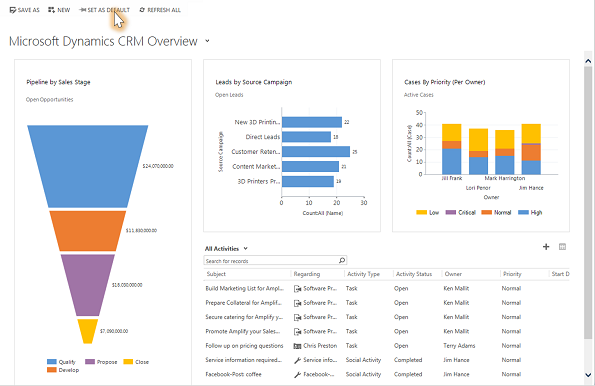 SAVE AS NEW SET AS DEFAULT REFRESH ALL
Microsoft Dynamics CRM Overview
Pipeline by Sales Stage
Open Opportunities
$24,070,000.00
$11,830,000.00
$18,030,000.00
$7,090,000.00
Qualify Propose Close
Develop
Leads by Source Campaign
Open Leads
Source Campaign
New 3D Printin... 22
Direct Leads 18
Customer Reten... 25
Content Market... 21
3D Printers Pr... 19
0 10 20 30
CountAll (Name)
Cases By Priority (Per Owner)
Active Cases
CountAll (Case)
50
40
30
20
10
0
Jill Frank Mark Harrington
Lori Penor Jim Hance
Owner
Low Critical Normal High
All Activities
Search for records
Subject Regarding Activity Type Activity Status Owner Priority Start D
Build Marketing List for Ampl... Software Pr... Task Open Ken Mallit Normal
Prepare Collateral for Amplify... Software Pr... Task Open Ken Mallit Normal
Secure catering for Amplify y... Software Pr... Task Open Ken Mallit Normal
Promote Amplify your Sales... Software Pr... Task Open Ken Mallit Normal
Follow up on pricing questions Chris Preston Task Open Terry Adams Normal
Service information required... Service info... Social Activity Completed Jim Hance Normal
Facebook-Post: coffee Facebook-... Social Activity Completed Jim Hance Normal